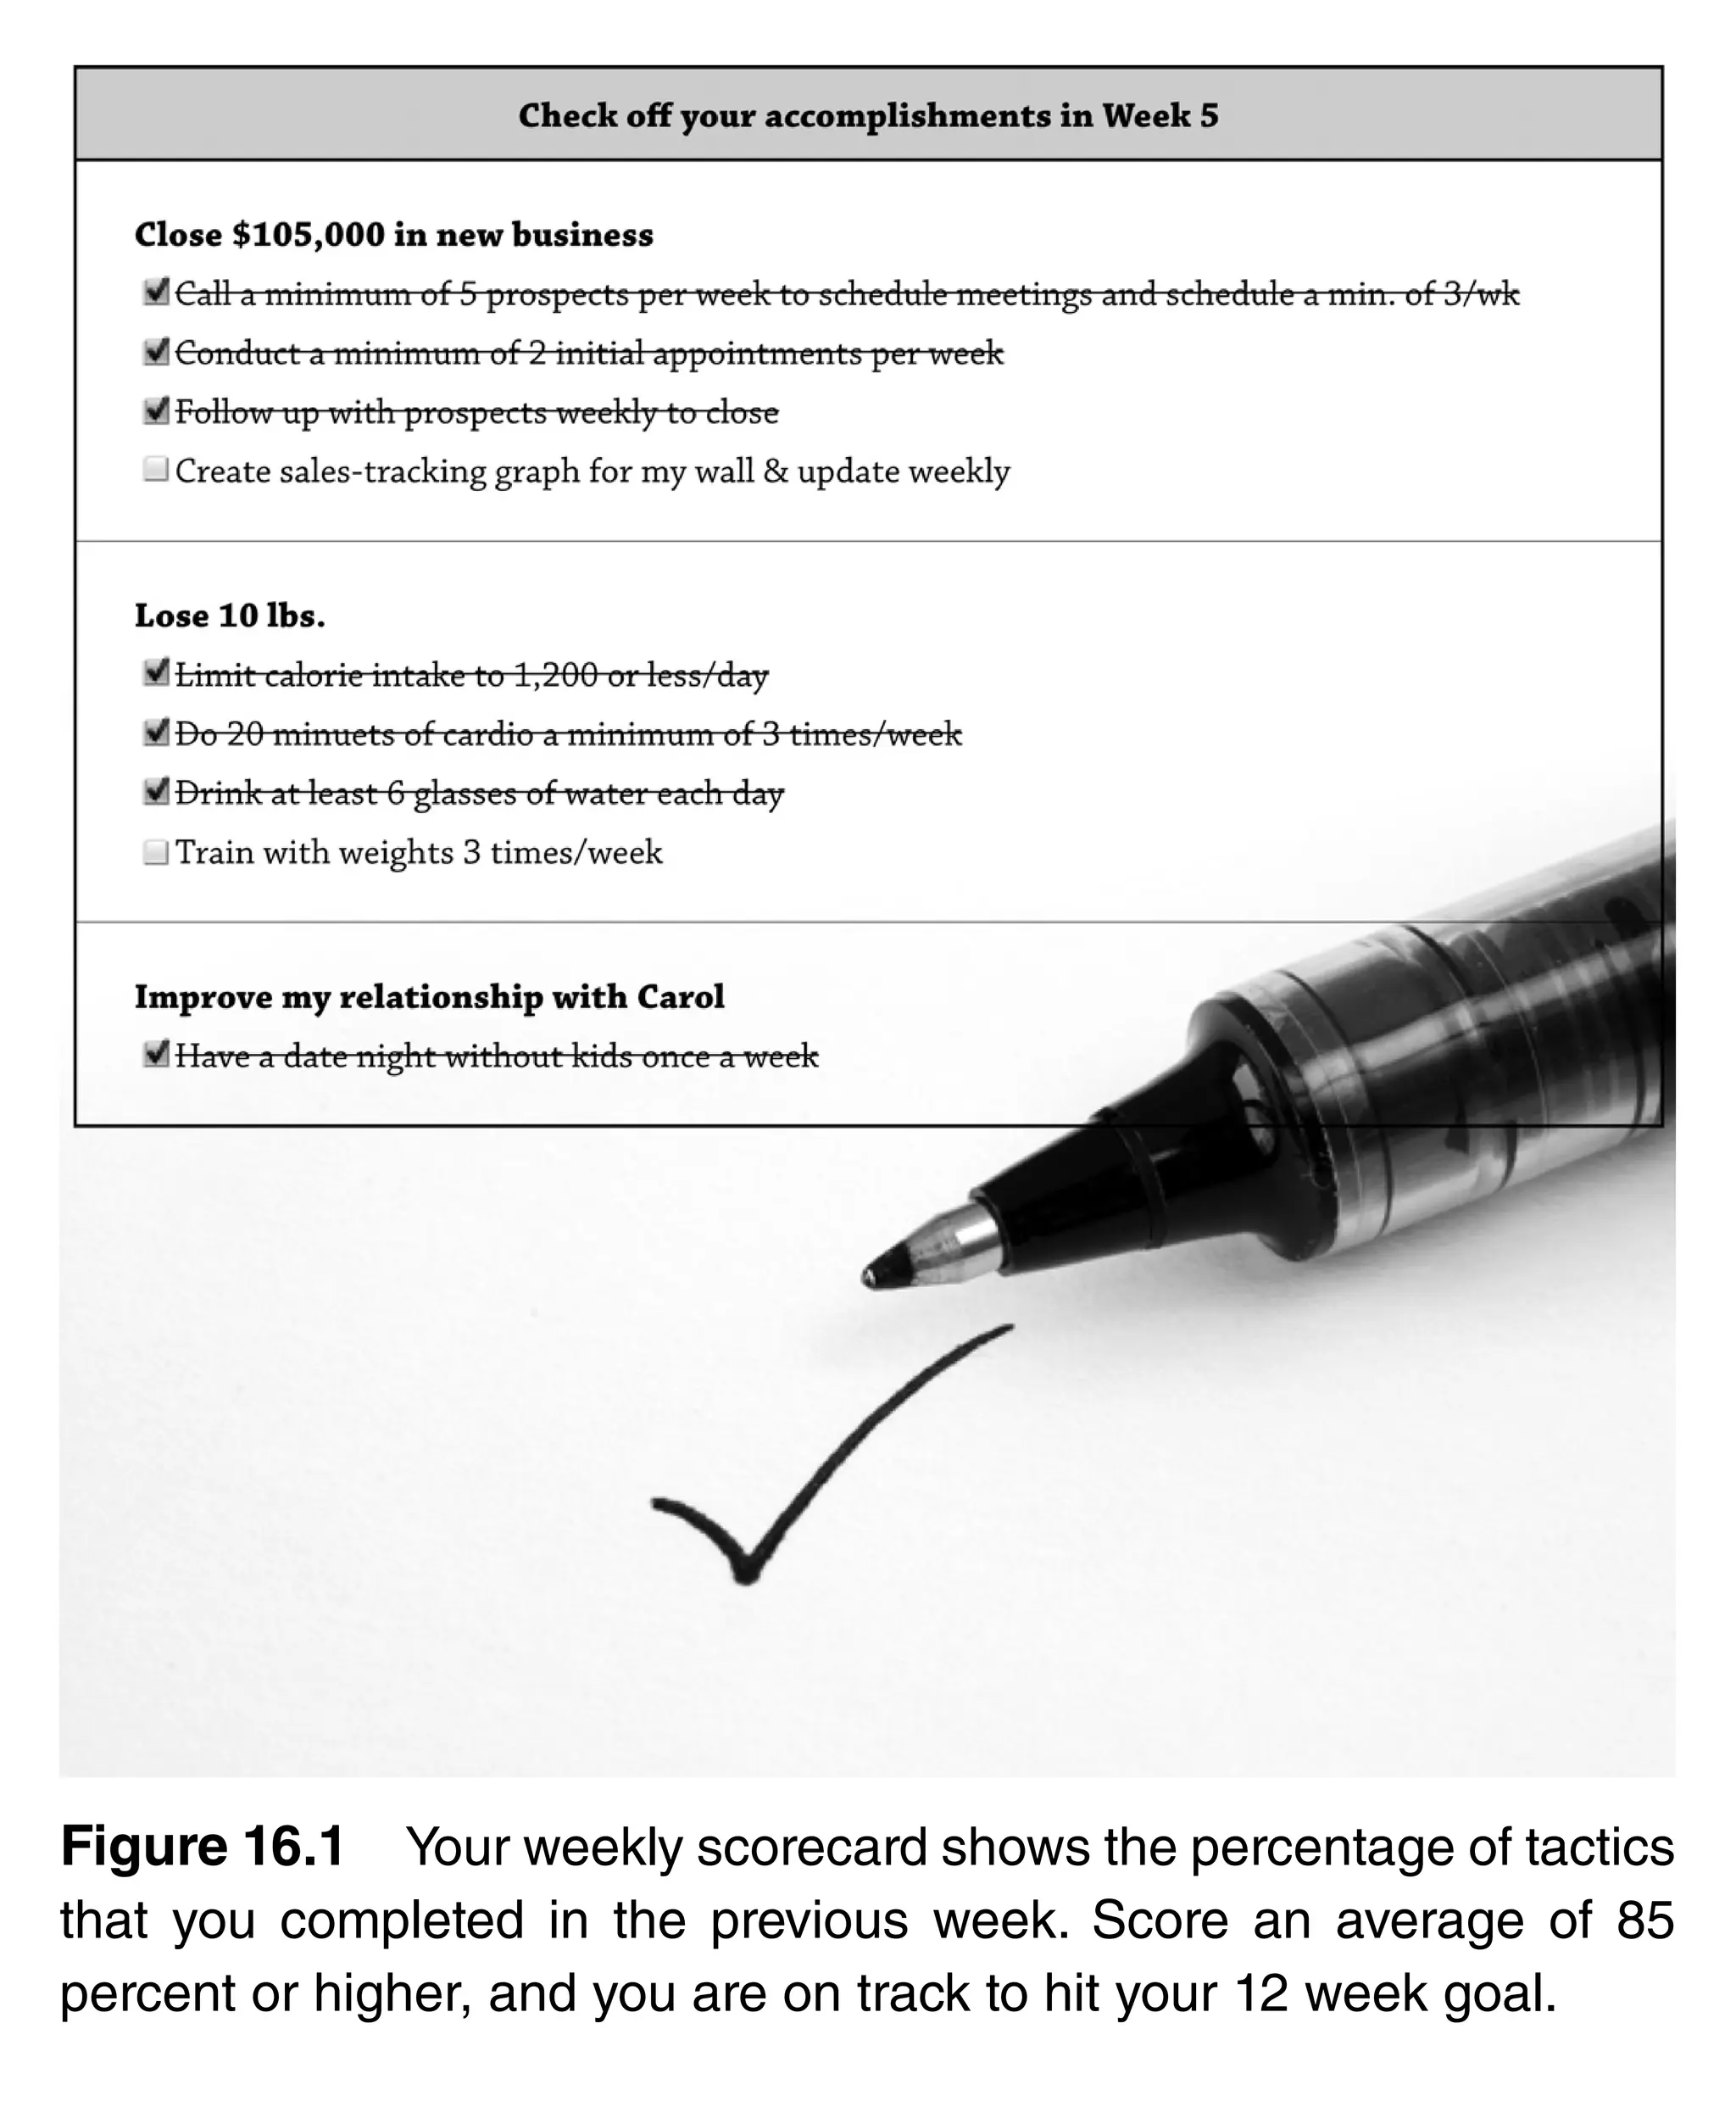 Check off your accomplishments in Week 5
Close $105,000 in new business
Call a minimum of 5 prospects per week to schedule meetings and schedule a min. of 3/wk
Conduct a minimum of 2 initial appointments per week
Follow up with prospects weekly to close
Create sales-tracking graph for my wall & update weekly
Lose 10 lbs.
Limit calorie intake to 1,200 or less/day
Do 20 minuets of cardio a minimum of 3 times/week
Drink at least 6 glasses of water each day
Train with weights 3 times/week
Improve my relationship with Carol
Have a date night without kids once a week
Figure 16.1 Your weekly scorecard shows the percentage of tactics
that you completed in the previous week. Score an average of 85
percent or higher, and you are on track to hit your 12 week goal.